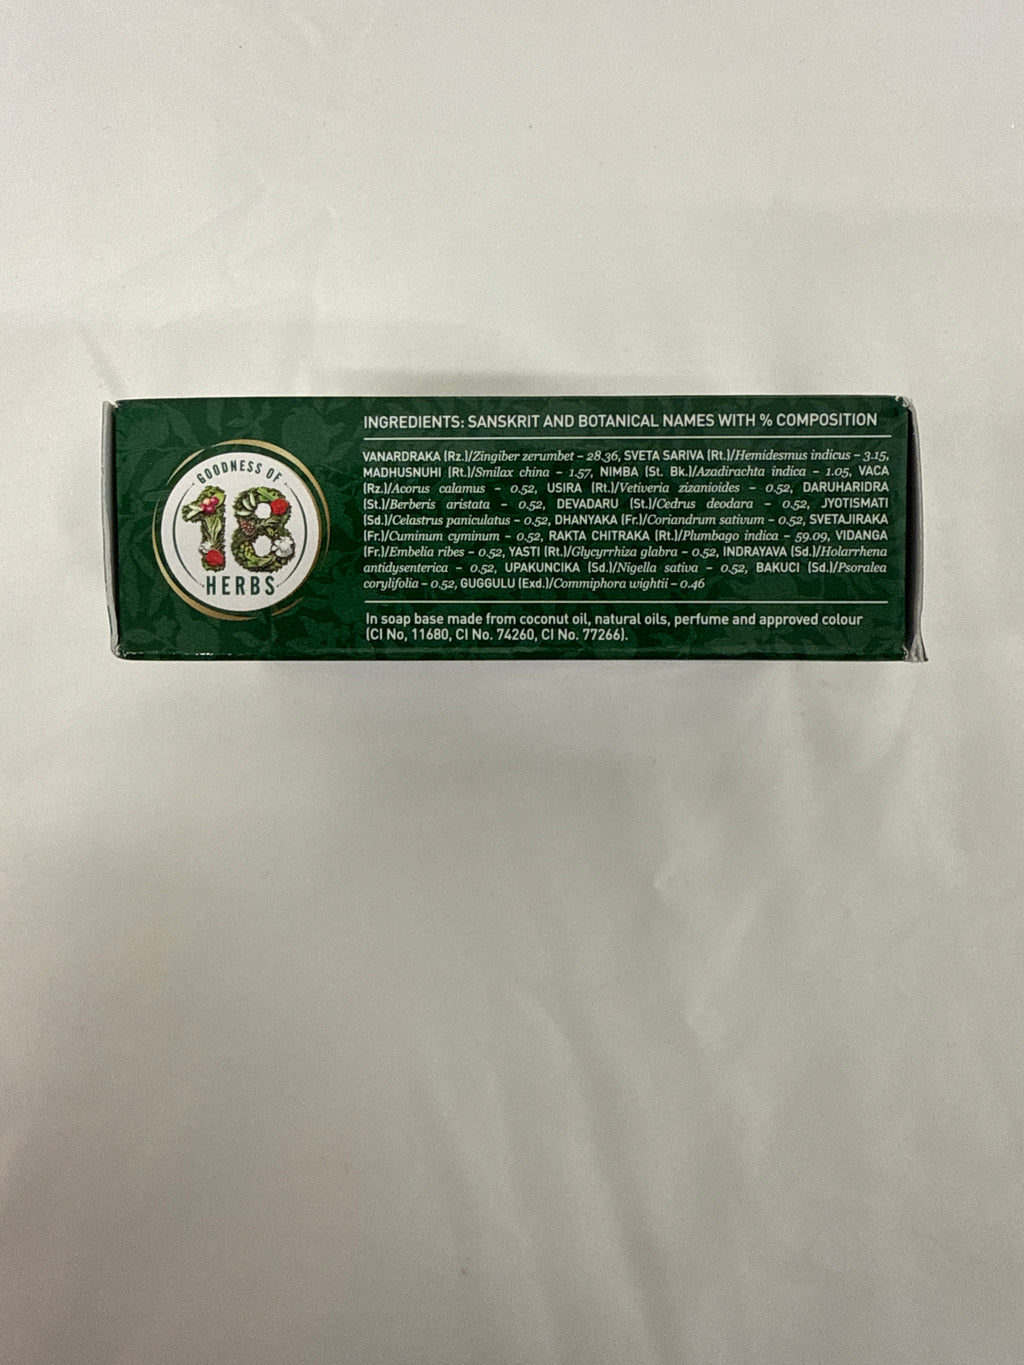 GOODNESS OF
18
HERBS
INGREDIENTS: SANSKRIT AND BOTANICAL NAMES WITH % COMPOSITION
VANARDRAKA (Rz.)/Zingiber zerumbet – 28.36, SVETA SARIVA (Rt.)/Hemidesmus indicus – 3.15,
MADHUSNUHI (Rt.)/Smilax china – 1.57, NIMBA (St. Bk.)/Azadirachta indica – 1.05, VACA
(Rz.)/Acorus calamus – 0.52, USIRA (Rt.)/Vetiveria zizanioides – 0.52, DARUHARIDRA
(St.)/Berberis aristata – 0.52, DEVADARU (St.)/Cedrus deodara – 0.52, JYOTISMATI
(Sd.)/Celastrus paniculatus – 0.52, DHANYAKA (Fr.)/Coriandrum sativum – 0.52, SVETAJIRAKA
(Fr.)/Cuminum cyminum – 0.52, RAKTA CHITRAKA (Rt.)/Plumbago indica – 59.09, VIDANGA
(Fr.)/Embelia ribes – 0.52, YASTI (Rt.)/Glycyrrhiza glabra – 0.52, INDRAYAVA (Sd.)/Holarrhena
antidysenterica – 0.52, UPAKUNCIKA (Sd.)/Nigella sativa – 0.52, BAKUCI (Sd.)/Psoralea
corylifolia – 0.52, GUGGULU (Exd.)/Commiphora wightii – 0.46
In soap base made from coconut oil, natural oils, perfume and approved colour
(CI No, 11680, CI No. 74260, CI No. 77266).